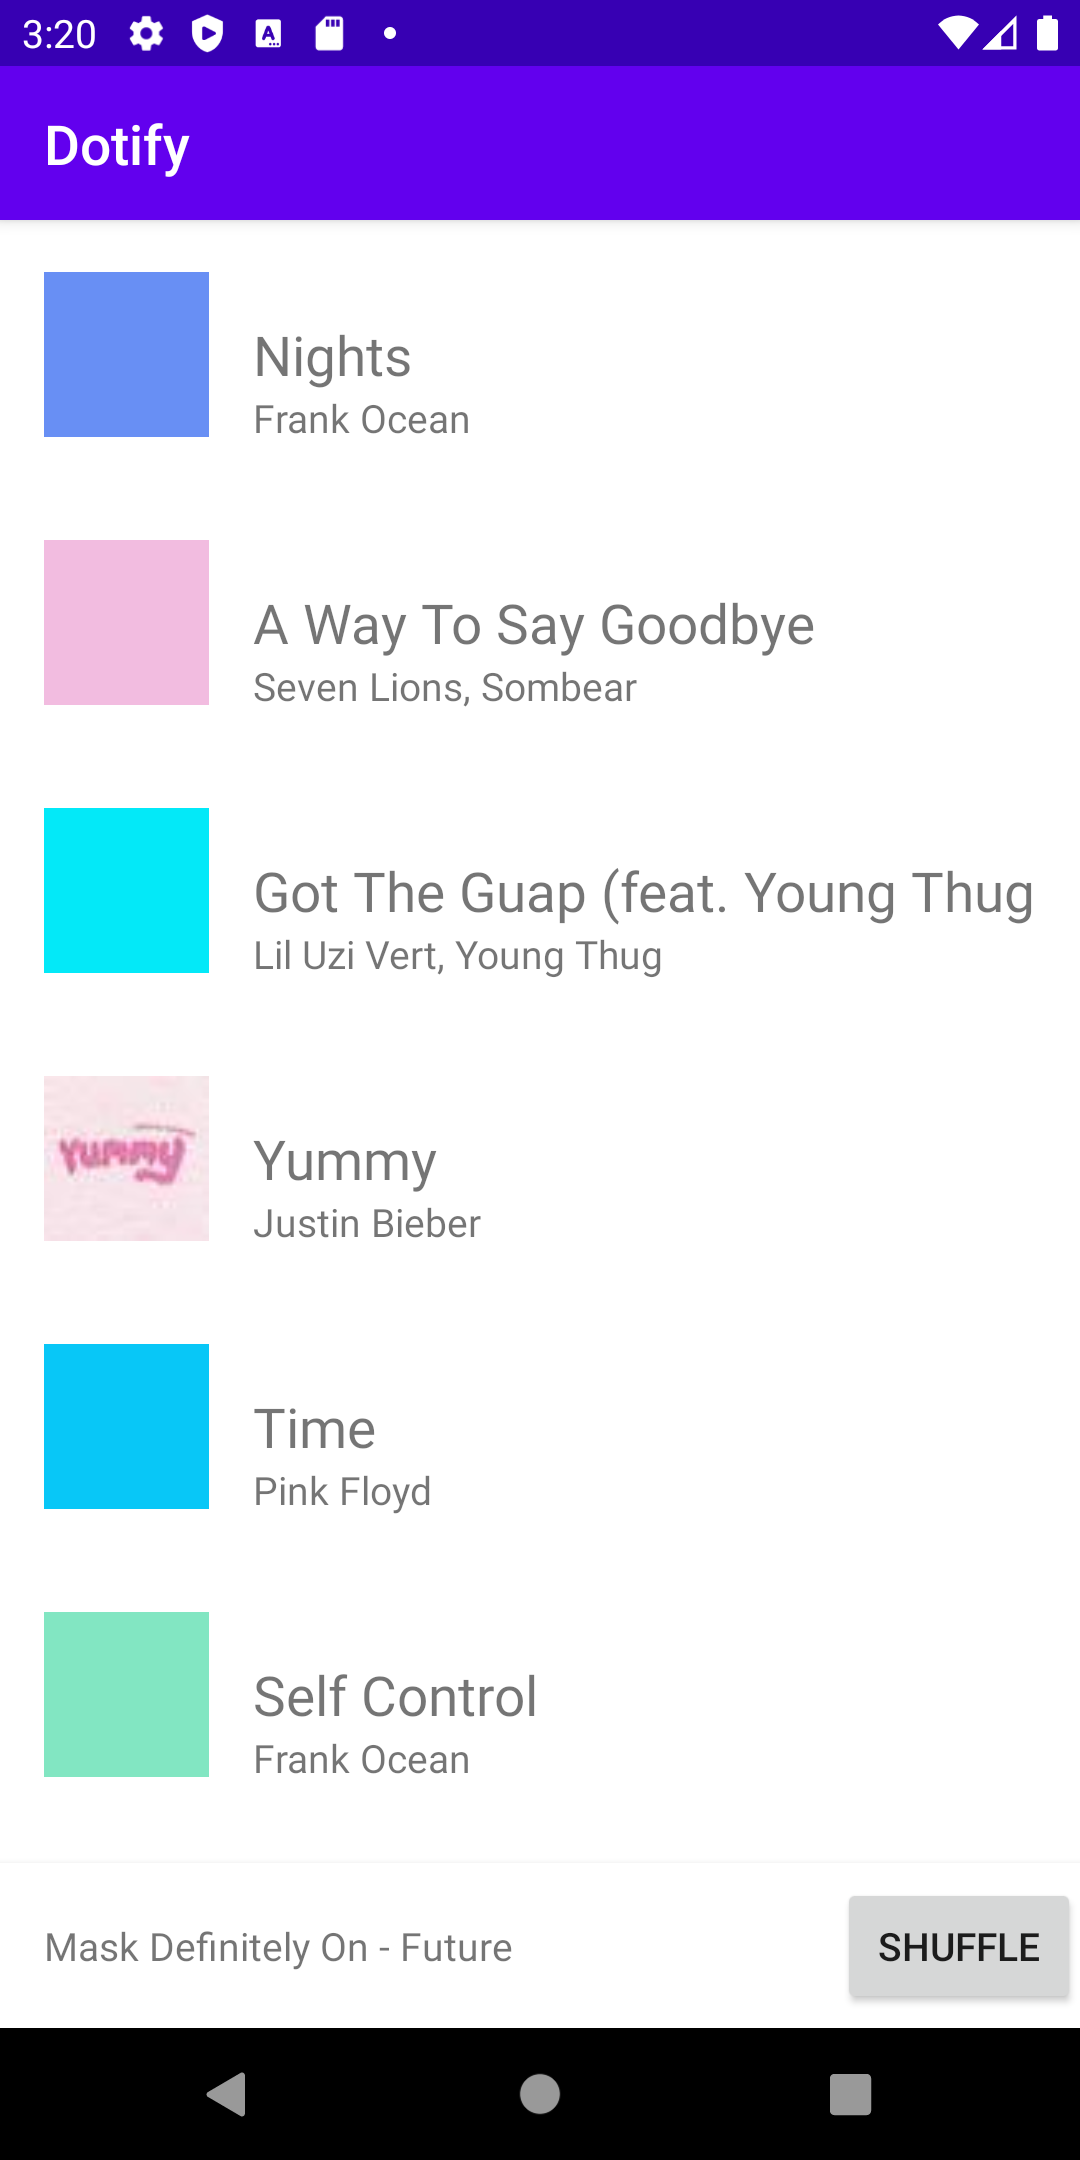 3:20
Dotify
Nights
Frank Ocean
A Way To Say Goodbye
Seven Lions, Sombear
Got The Guap (feat. Young Thug
Lil Uzi Vert, Young Thug
Yummy
Yummy
Justin Bieber
Time
Pink Floyd
Self Control
Frank Ocean
Mask Definitely On - Future
SHUFFLE